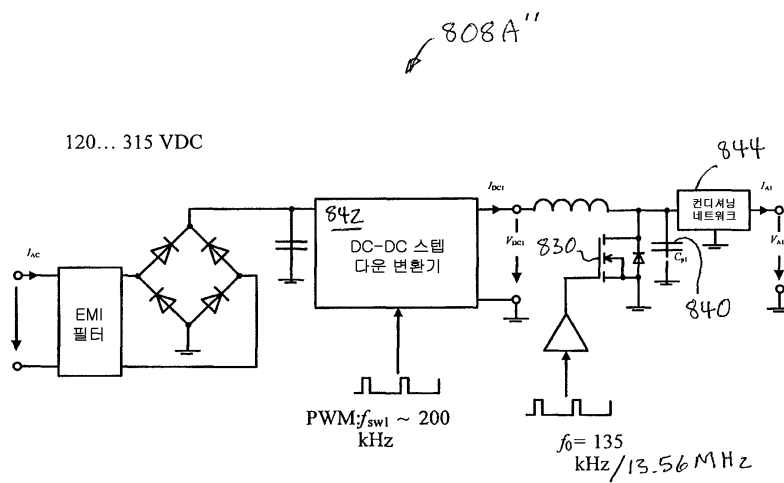 808A"
120... 315 VDC
844
컨디셔닝
네트워크
I_DC1
I_A1
842
DC-DC 스텝
다운 변환기
830
V_DC1
C_p1
V_A1
840
I_AC
EMI
필터
PWM:f_sw1 ~ 200
kHz
f_0= 135
kHz/13.56 MHz